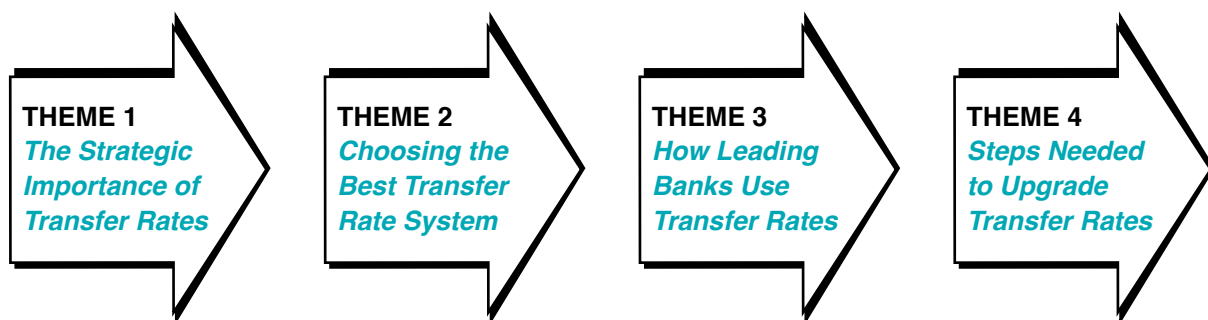 THEME 1
The Strategic
Importance of
Transfer Rates
THEME 2
Choosing the
Best Transfer
Rate System
THEME 3
How Leading
Banks Use
Transfer Rates
THEME 4
Steps Needed
to Upgrade
Transfer Rates